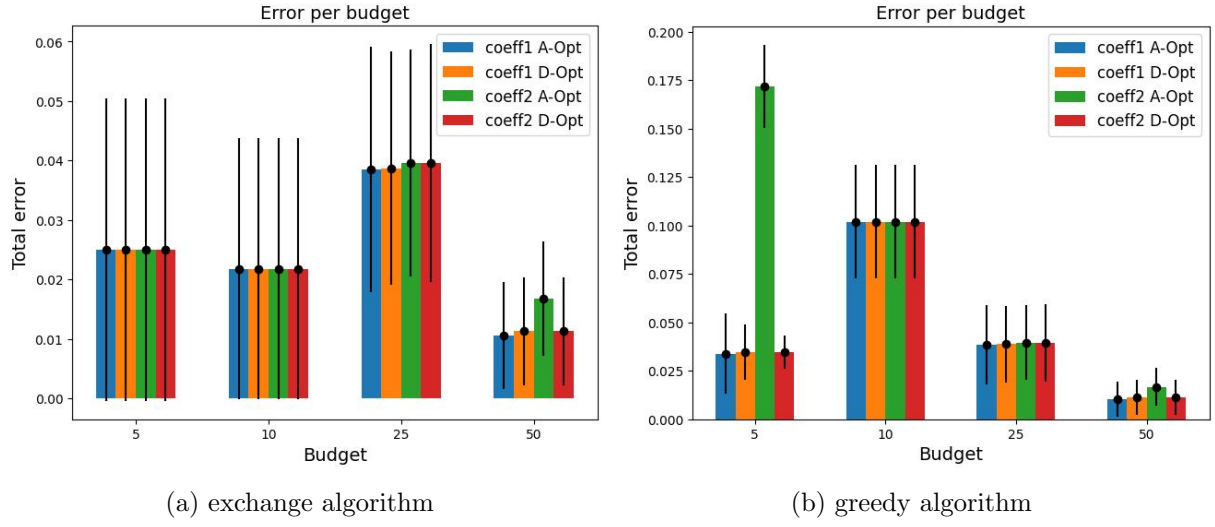 Error per budget
0.06
0.05
0.04
0.03
0.02
0.01
0.00
Total error
coeff1 A-Opt
coeff1 D-Opt
coeff2 A-Opt
coeff2 D-Opt
5 10 25 50
Budget
(a) exchange algorithm
Error per budget
0.200
0.175
0.150
0.125
0.100
0.075
0.050
0.025
0.000
Total error
coeff1 A-Opt
coeff1 D-Opt
coeff2 A-Opt
coeff2 D-Opt
5 10 25 50
Budget
(b) greedy algorithm